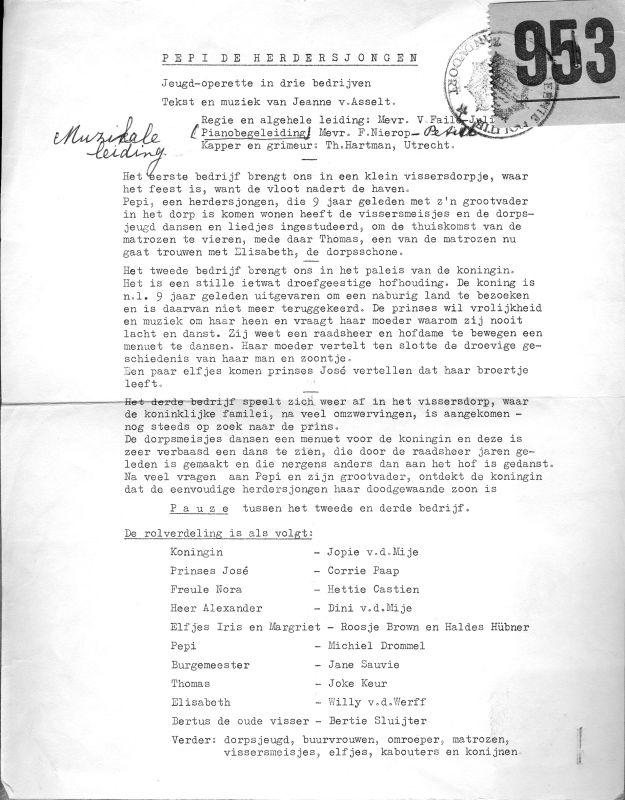 953
PEPI DE HERDERSJONGEN
ZANDVOORT
Jeugd-operette in drie bedrijven
Tekst en muziek van Jeanne v.Asselt.
Regie en algehele leiding: Mevr. V.Faile-Juli
Muzikale leiding.
(Pianobegeleiding) Mevr. F.Nierop-
Kapper en grimeur: Th.Hartman, Utrecht.
Het eerste bedrijf brengt ons in een klein vissersdorpje, waar
het feest is, want de vloot nadert de haven.
Pepi, een herdersjongen, die 9 jaar geleden met z'n grootvader
in het dorp is komen wonen heeft de vissersmeisjes en de dorps-
jeugd dansen en liedjes ingestudeerd, om de thuiskomst van de
matrozen te vieren, mede daar Thomas, een van de matrozen nu
gaat trouwen met Elisabeth, de dorpsschone.
Het tweede bedrijf brengt ons in het paleis van de koningin.
Het is een stille ietwat droefgeestige hofhouding. De koning is
n.l. 9 jaar geleden uitgevaren om een naburig land te bezoeken
en is daarvan niet meer teruggekeerd. De prinses wil vrolijkheid
en muziek om haar heen en vraagt haar moeder waarom zij nooit
lacht en danst. Zij weet een raadsheer en hofdame te bewegen een
menuet te dansen. Haar moeder vertelt ten slotte de droevige ge-
schiedenis van haar man en zoontje.
Een paar elfjes komen prinses José vertellen dat haar broertje
leeft.
Het derde bedrijf speelt zich weer af in het vissersdorp, waar
de koninklijke familei, na veel omzwervingen, is aangekomen -
nog steeds op zoek naar de prins.
De dorpsmeisjes dansen een menuet voor de koningin en deze is
zeer verbaasd een dans te zien, die door de raadsheer jaren ge-
leden is gemaakt en die nergens anders dan aan het hof is gedanst.
Na veel vragen aan Pepi en zijn grootvader, ontdekt de koningin
dat de eenvoudige herdersjongen haar doodgewaande zoon is
Pauze tussen het tweede en derde bedrijf.
De rolverdeling is als volgt:
Koningin - Jopie v.d.Mije
Prinses José - Corrie Paap
Freule Nora - Hettie Castien
Heer Alexander - Dini v.d.Mije
Elfjes Iris en Margriet - Roosje Brown en Haldes Hübner
Pepi - Michiel Drommel
Burgemeester - Jane Sauvie
Thomas - Joke Keur
Elisabeth - Willy v.d.Werff
Bertus de oude visser - Bertie Sluijter
Verder: dorpsjeugd, buurvrouwen, omroeper, matrozen,
vissersmeisjes, elfjes, kabouters en konijnen.